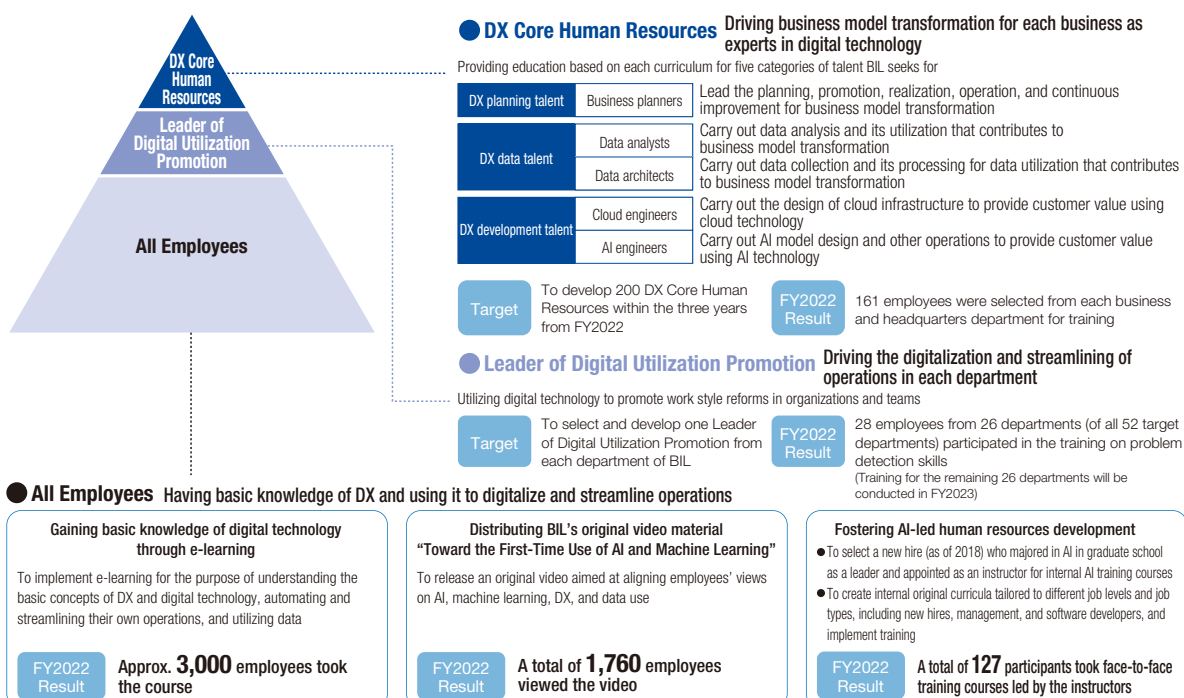 DX Core
Human
Resources
Leader of
Digital Utilization
Promotion
All Employees
DX Core Human Resources Driving business model transformation for each business as
experts in digital technology
Providing education based on each curriculum for five categories of talent BIL seeks for
DX planning talent Business planners Lead the planning, promotion, realization, operation, and continuous
improvement for business model transformation
DX data talent
Data analysts Carry out data analysis and its utilization that contributes to
business model transformation
Data architects Carry out data collection and its processing for data utilization that contributes
to business model transformation
DX development talent
Cloud engineers Carry out the design of cloud infrastructure to provide customer value using
cloud technology
AI engineers Carry out AI model design and other operations to provide customer value
using AI technology
Target
To develop 200 DX Core Human
Resources within the three years
from FY2022
FY2022
Result
161 employees were selected from each business
and headquarters department for training
Leader of Digital Utilization Promotion Driving the digitalization and streamlining of
operations in each department
Utilizing digital technology to promote work style reforms in organizations and teams
Target
To select and develop one Leader
of Digital Utilization Promotion from
each department of BIL
FY2022
Result
28 employees from 26 departments (of all 52 target
departments) participated in the training on problem
detection skills
(Training for the remaining 26 departments will be
conducted in FY2023)
All Employees Having basic knowledge of DX and using it to digitalize and streamline operations
Gaining basic knowledge of digital technology
through e-learning
To implement e-learning for the purpose of understanding the
basic concepts of DX and digital technology, automating and
streamlining their own operations, and utilizing data
FY2022
Result
Approx. 3,000 employees took
the course
Distributing BIL's original video material
“Toward the First-Time Use of AI and Machine Learning”
To release an original video aimed at aligning employees' views
on AI, machine learning, DX, and data use
FY2022
Result
A total of 1,760 employees
viewed the video
Fostering AI-led human resources development
●To select a new hire (as of 2018) who majored in AI in graduate school
as a leader and appointed as an instructor for internal AI training courses
●To create internal original curricula tailored to different job levels and job
types, including new hires, management, and software developers, and
implement training
FY2022
Result
A total of 127 participants took face-to-face
training courses led by the instructors